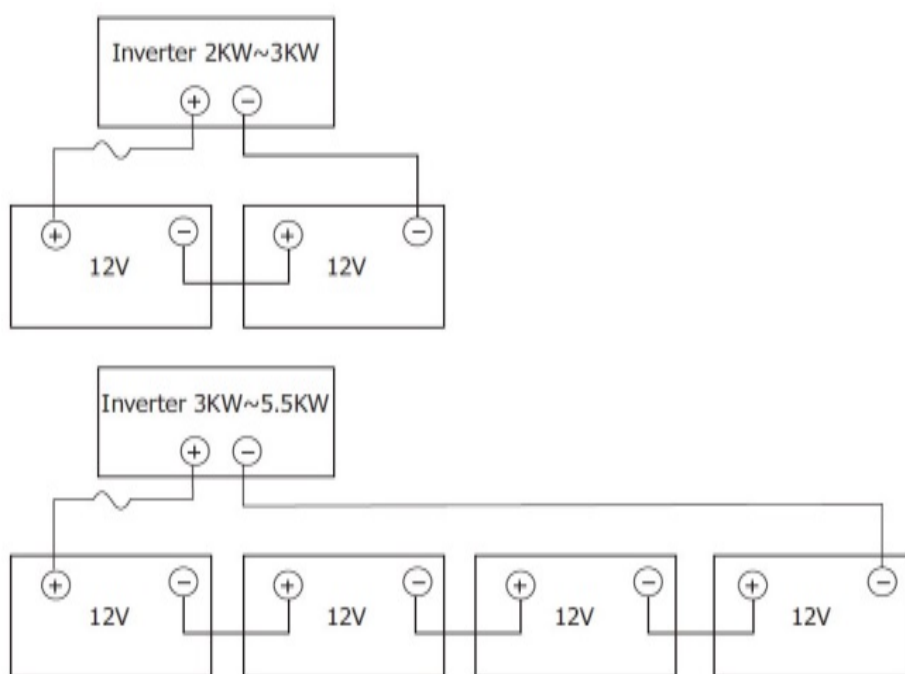 Inverter 2KW~3KW
+ −
+ − + −
12V 12V
Inverter 3KW~5.5KW
+ −
+ − + − + − + −
12V 12V 12V 12V